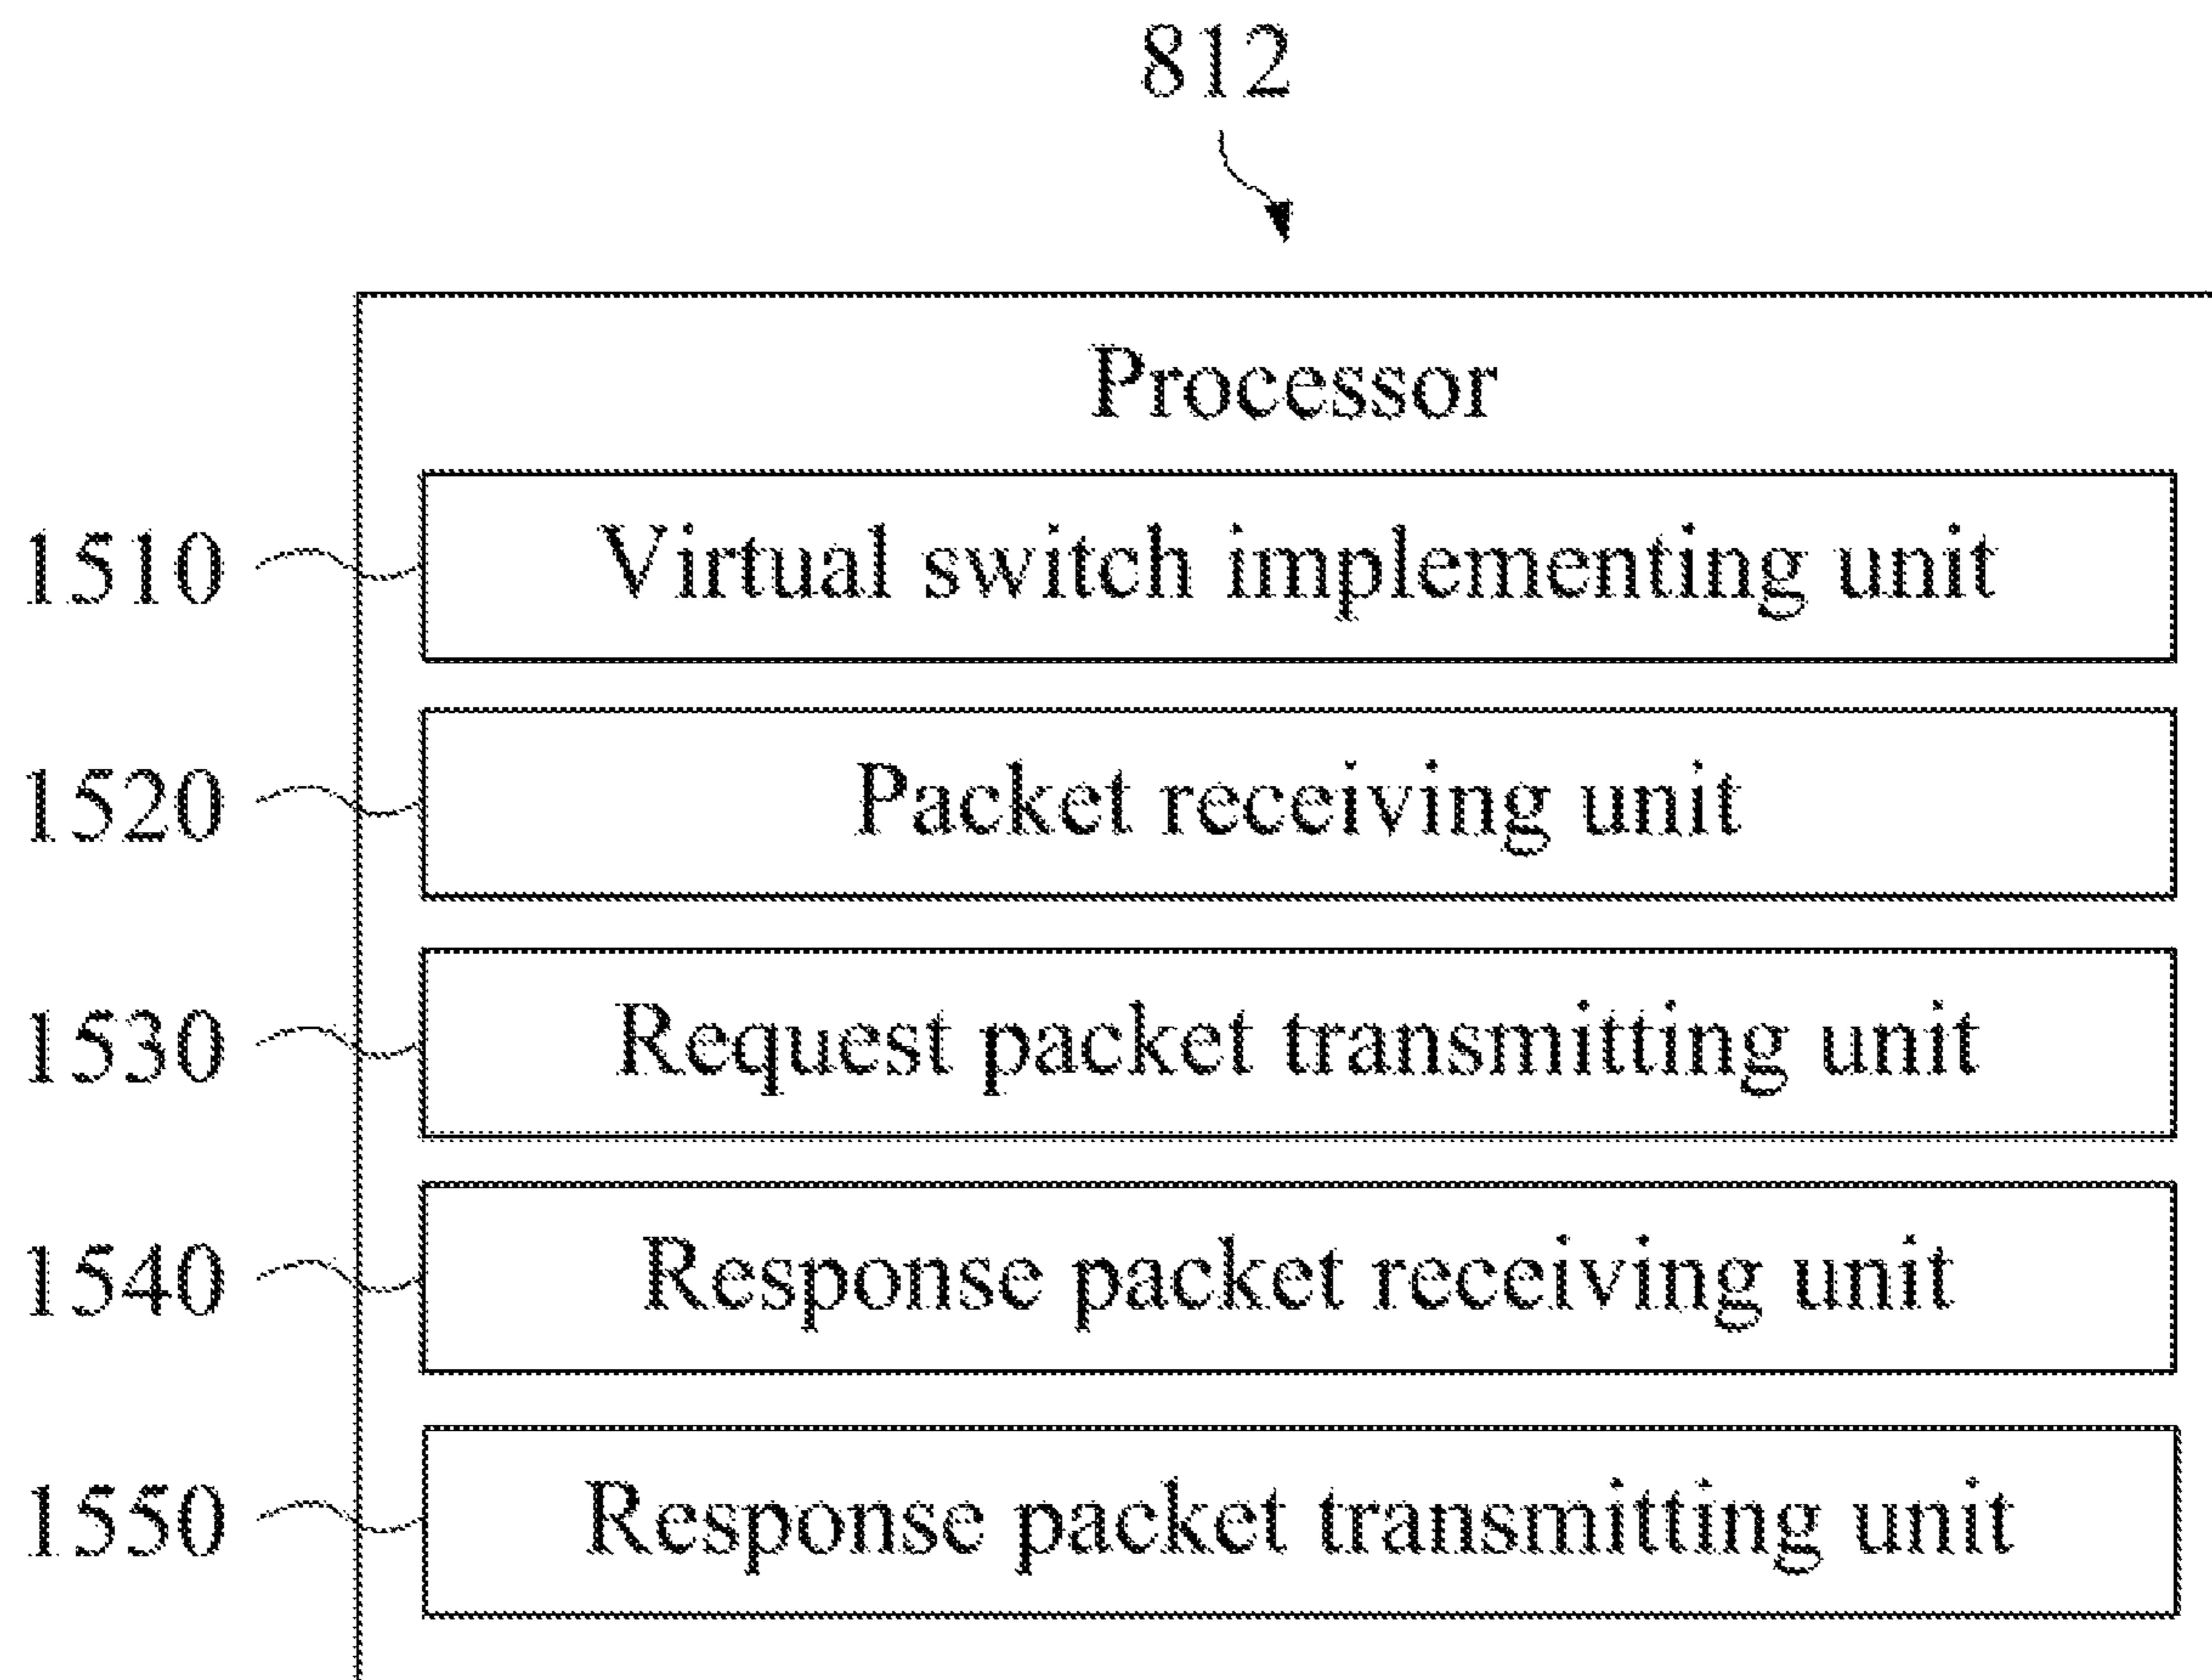 812
Processor
1510 Virtual switch implementing unit
1520 Packet receiving unit
1530 Request packet transmitting unit
1540 Response packet receiving unit
1550 Response packet transmitting unit